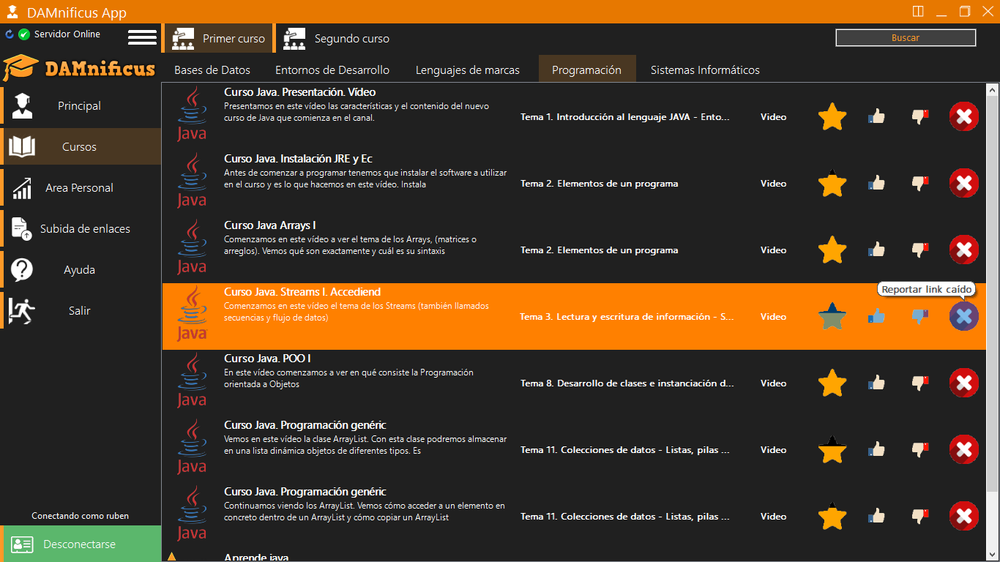 DAMnificus App
Servidor Online
Primer curso
Segundo curso
Buscar
DAMnificus
Bases de Datos
Entornos de Desarrollo
Lenguajes de marcas
Programación
Sistemas Informáticos
Principal
Cursos
Area Personal
Subida de enlaces
Ayuda
Salir
Conectando como ruben
Desconectarse
Java
Curso Java. Presentación. Vídeo
Presentamos en este vídeo las características y el contenido del nuevo
curso de Java que comienza en el canal.
Tema 1. Introducción al lenguaje JAVA - Ento...
Video
Java
Curso Java. Instalación JRE y Ec
Antes de comenzar a programar tenemos que instalar el software a utilizar
en el curso y es lo que hacemos en este vídeo. Instala
Tema 2. Elementos de un programa
Video
Java
Curso Java Arrays I
Comenzamos en este vídeo a ver el tema de los Arrays, (matrices o
arreglos). Vemos qué son exactamente y cuál es su sintaxis
Tema 2. Elementos de un programa
Video
Java
Curso Java. Streams I. Accediend
Comenzamos en este vídeo el tema de los Streams (también llamados
secuencias y flujo de datos)
Tema 3. Lectura y escritura de información - S...
Video
Reportar link caído
Java
Curso Java. POO I
En este vídeo comenzamos a ver en qué consiste la Programación
orientada a Objetos
Tema 8. Desarrollo de clases e instanciación d...
Video
Java
Curso Java. Programación genéric
Vemos en este vídeo la clase ArrayList. Con esta clase podremos almacenar
en una lista dinámica objetos de diferentes tipos. Es
Tema 11. Colecciones de datos - Listas, pilas ...
Video
Java
Curso Java. Programación genéric
Continuamos viendo los ArrayList. Vemos cómo acceder a un elemento en
concreto dentro de un ArrayList y cómo copiar un ArrayList
Tema 11. Colecciones de datos - Listas, pilas ...
Video
Aprende java